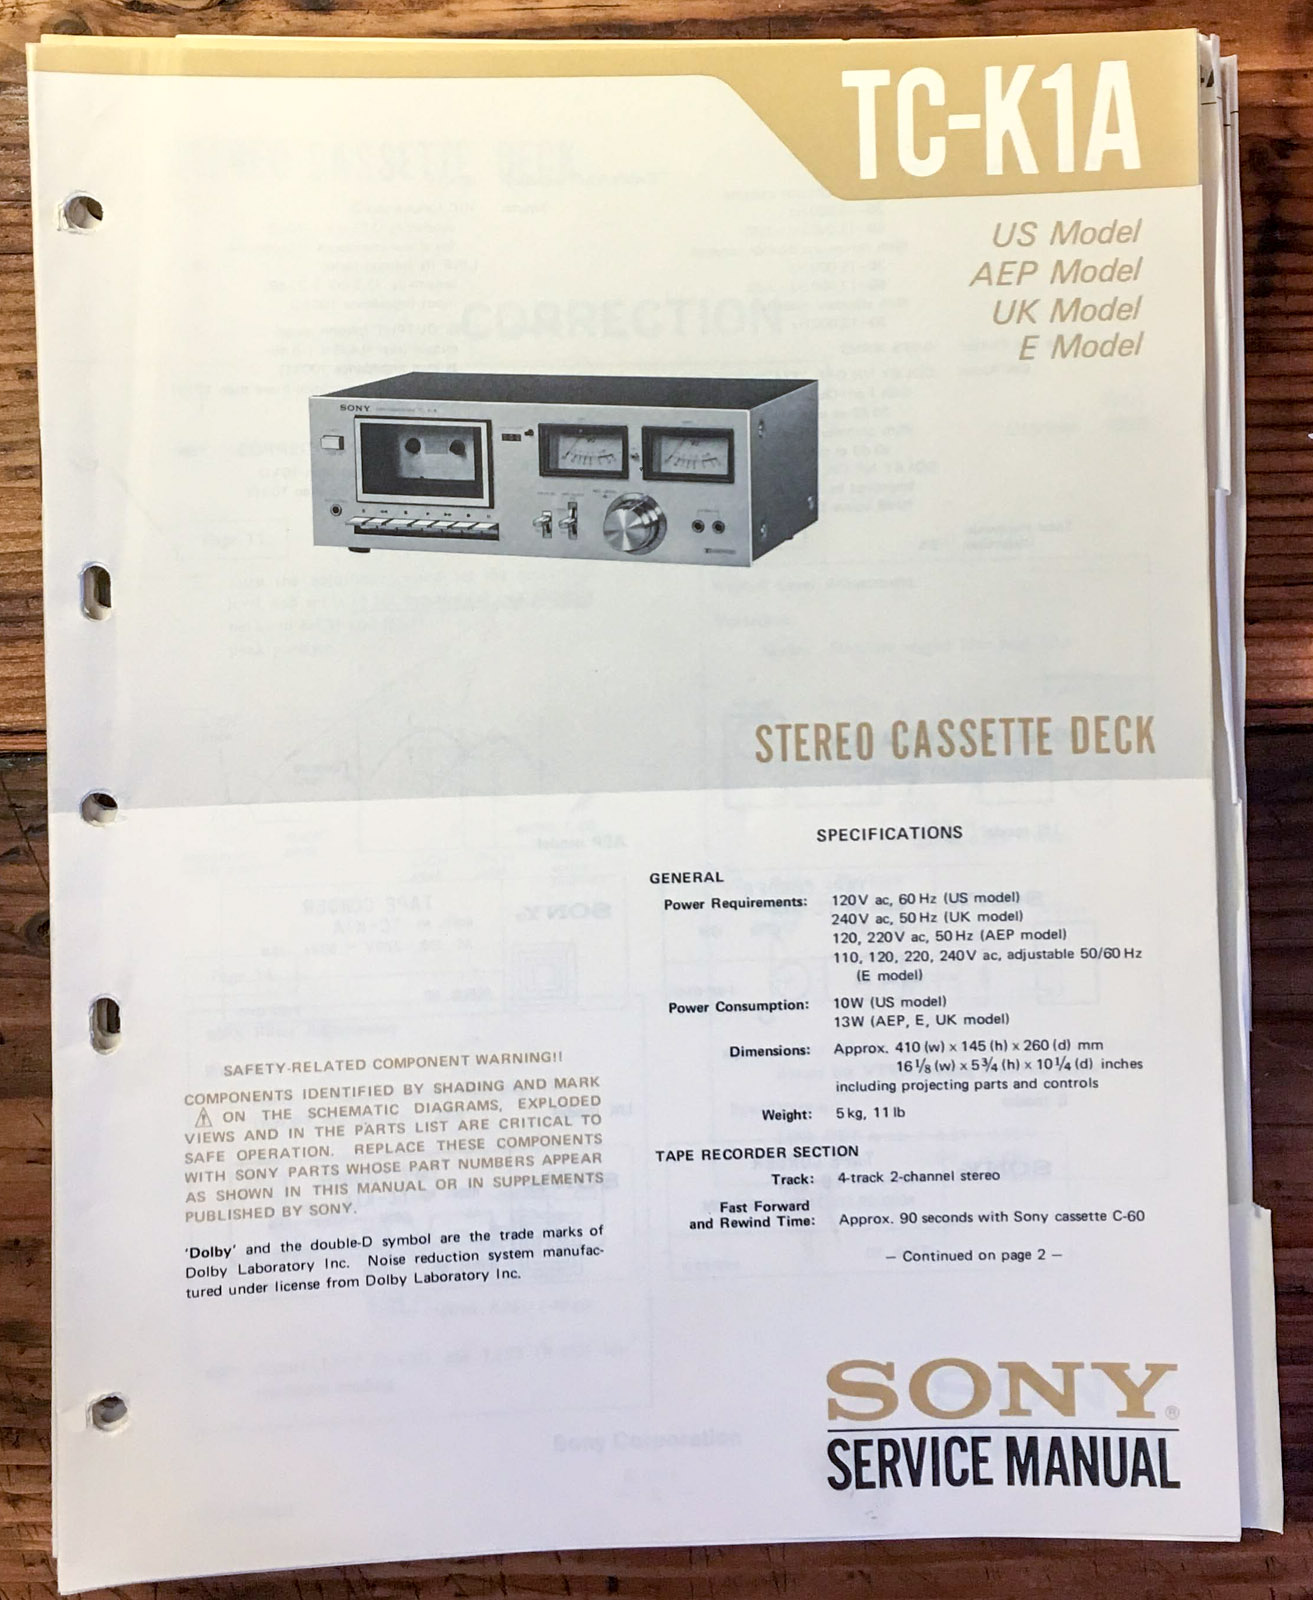 TC-K1A
US Model
AEP Model
UK Model
E Model
CORRECTION
SONY
STEREO CASSETTE DECK
SPECIFICATIONS
GENERAL
Power Requirements: 120V ac, 60 Hz (US model)
240V ac, 50 Hz (UK model)
120, 220V ac, 50 Hz (AEP model)
110, 120, 220, 240V ac, adjustable 50/60 Hz
(E model)
Power Consumption: 10W (US model)
13W (AEP, E, UK model)
Dimensions: Approx. 410 (w) x 145 (h) x 260 (d) mm
16 1/8 (w) x 5 3/4 (h) x 10 1/4 (d) inches
including projecting parts and controls
Weight: 5 kg, 11 lb
TAPE RECORDER SECTION
Track: 4-track 2-channel stereo
Fast Forward
and Rewind Time: Approx. 90 seconds with Sony cassette C-60
— Continued on page 2 —
SAFETY-RELATED COMPONENT WARNING!!
COMPONENTS IDENTIFIED BY SHADING AND MARK
⚠ ON THE SCHEMATIC DIAGRAMS, EXPLODED
VIEWS AND IN THE PARTS LIST ARE CRITICAL TO
SAFE OPERATION. REPLACE THESE COMPONENTS
WITH SONY PARTS WHOSE PART NUMBERS APPEAR
AS SHOWN IN THIS MANUAL OR IN SUPPLEMENTS
PUBLISHED BY SONY.
'Dolby' and the double-D symbol are the trade marks of
Dolby Laboratory Inc. Noise reduction system manufac-
tured under license from Dolby Laboratory Inc.
Sony Corporation
SONY®
SERVICE MANUAL